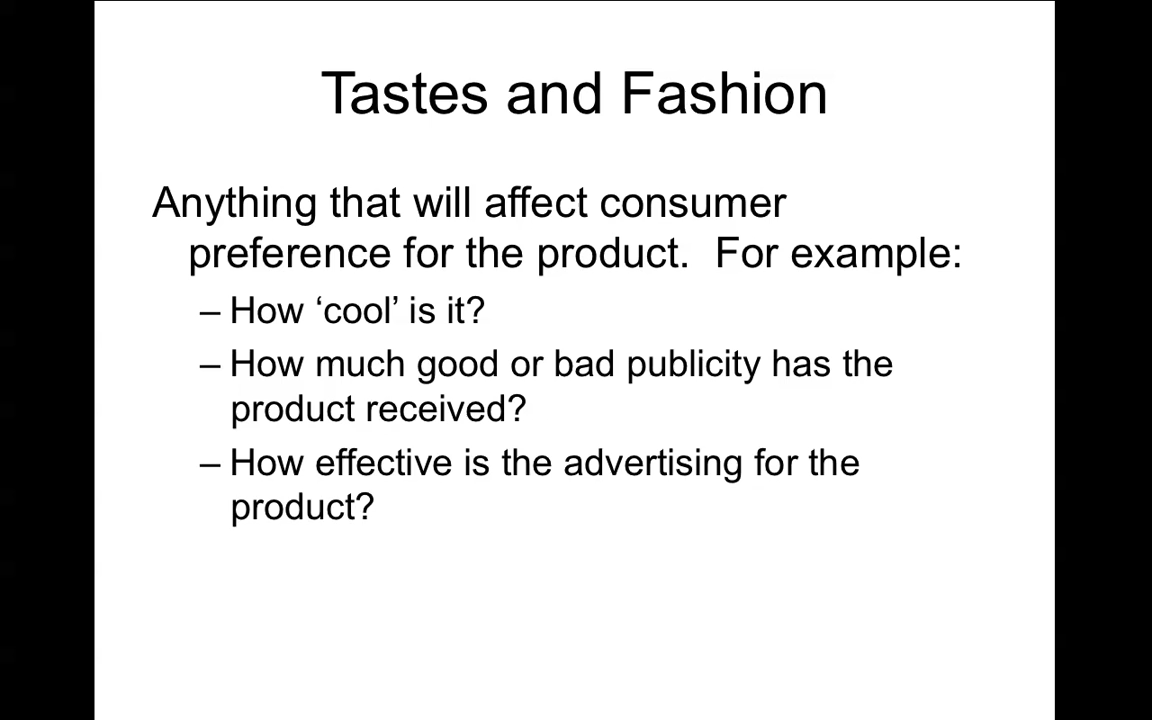 Tastes and Fashion
Anything that will affect consumer
preference for the product.  For example:
– How ‘cool’ is it?
– How much good or bad publicity has the
product received?
– How effective is the advertising for the
product?